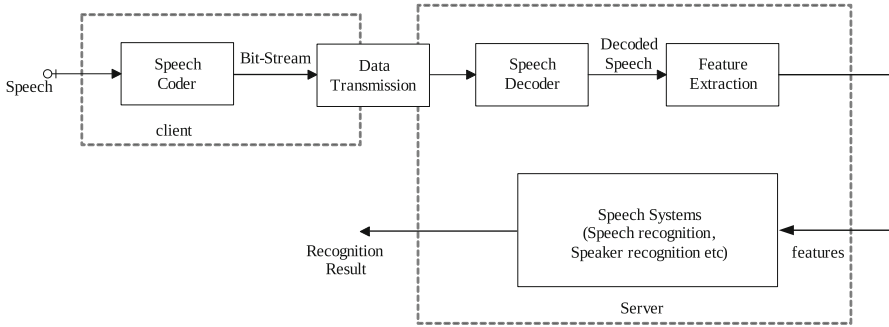 Speech
Speech
Coder
Bit-Stream
Data
Transmission
Speech
Decoder
Decoded
Speech
Feature
Extraction
client
Speech Systems
(Speech recognition,
Speaker recognition etc)
features
Recognition
Result
Server